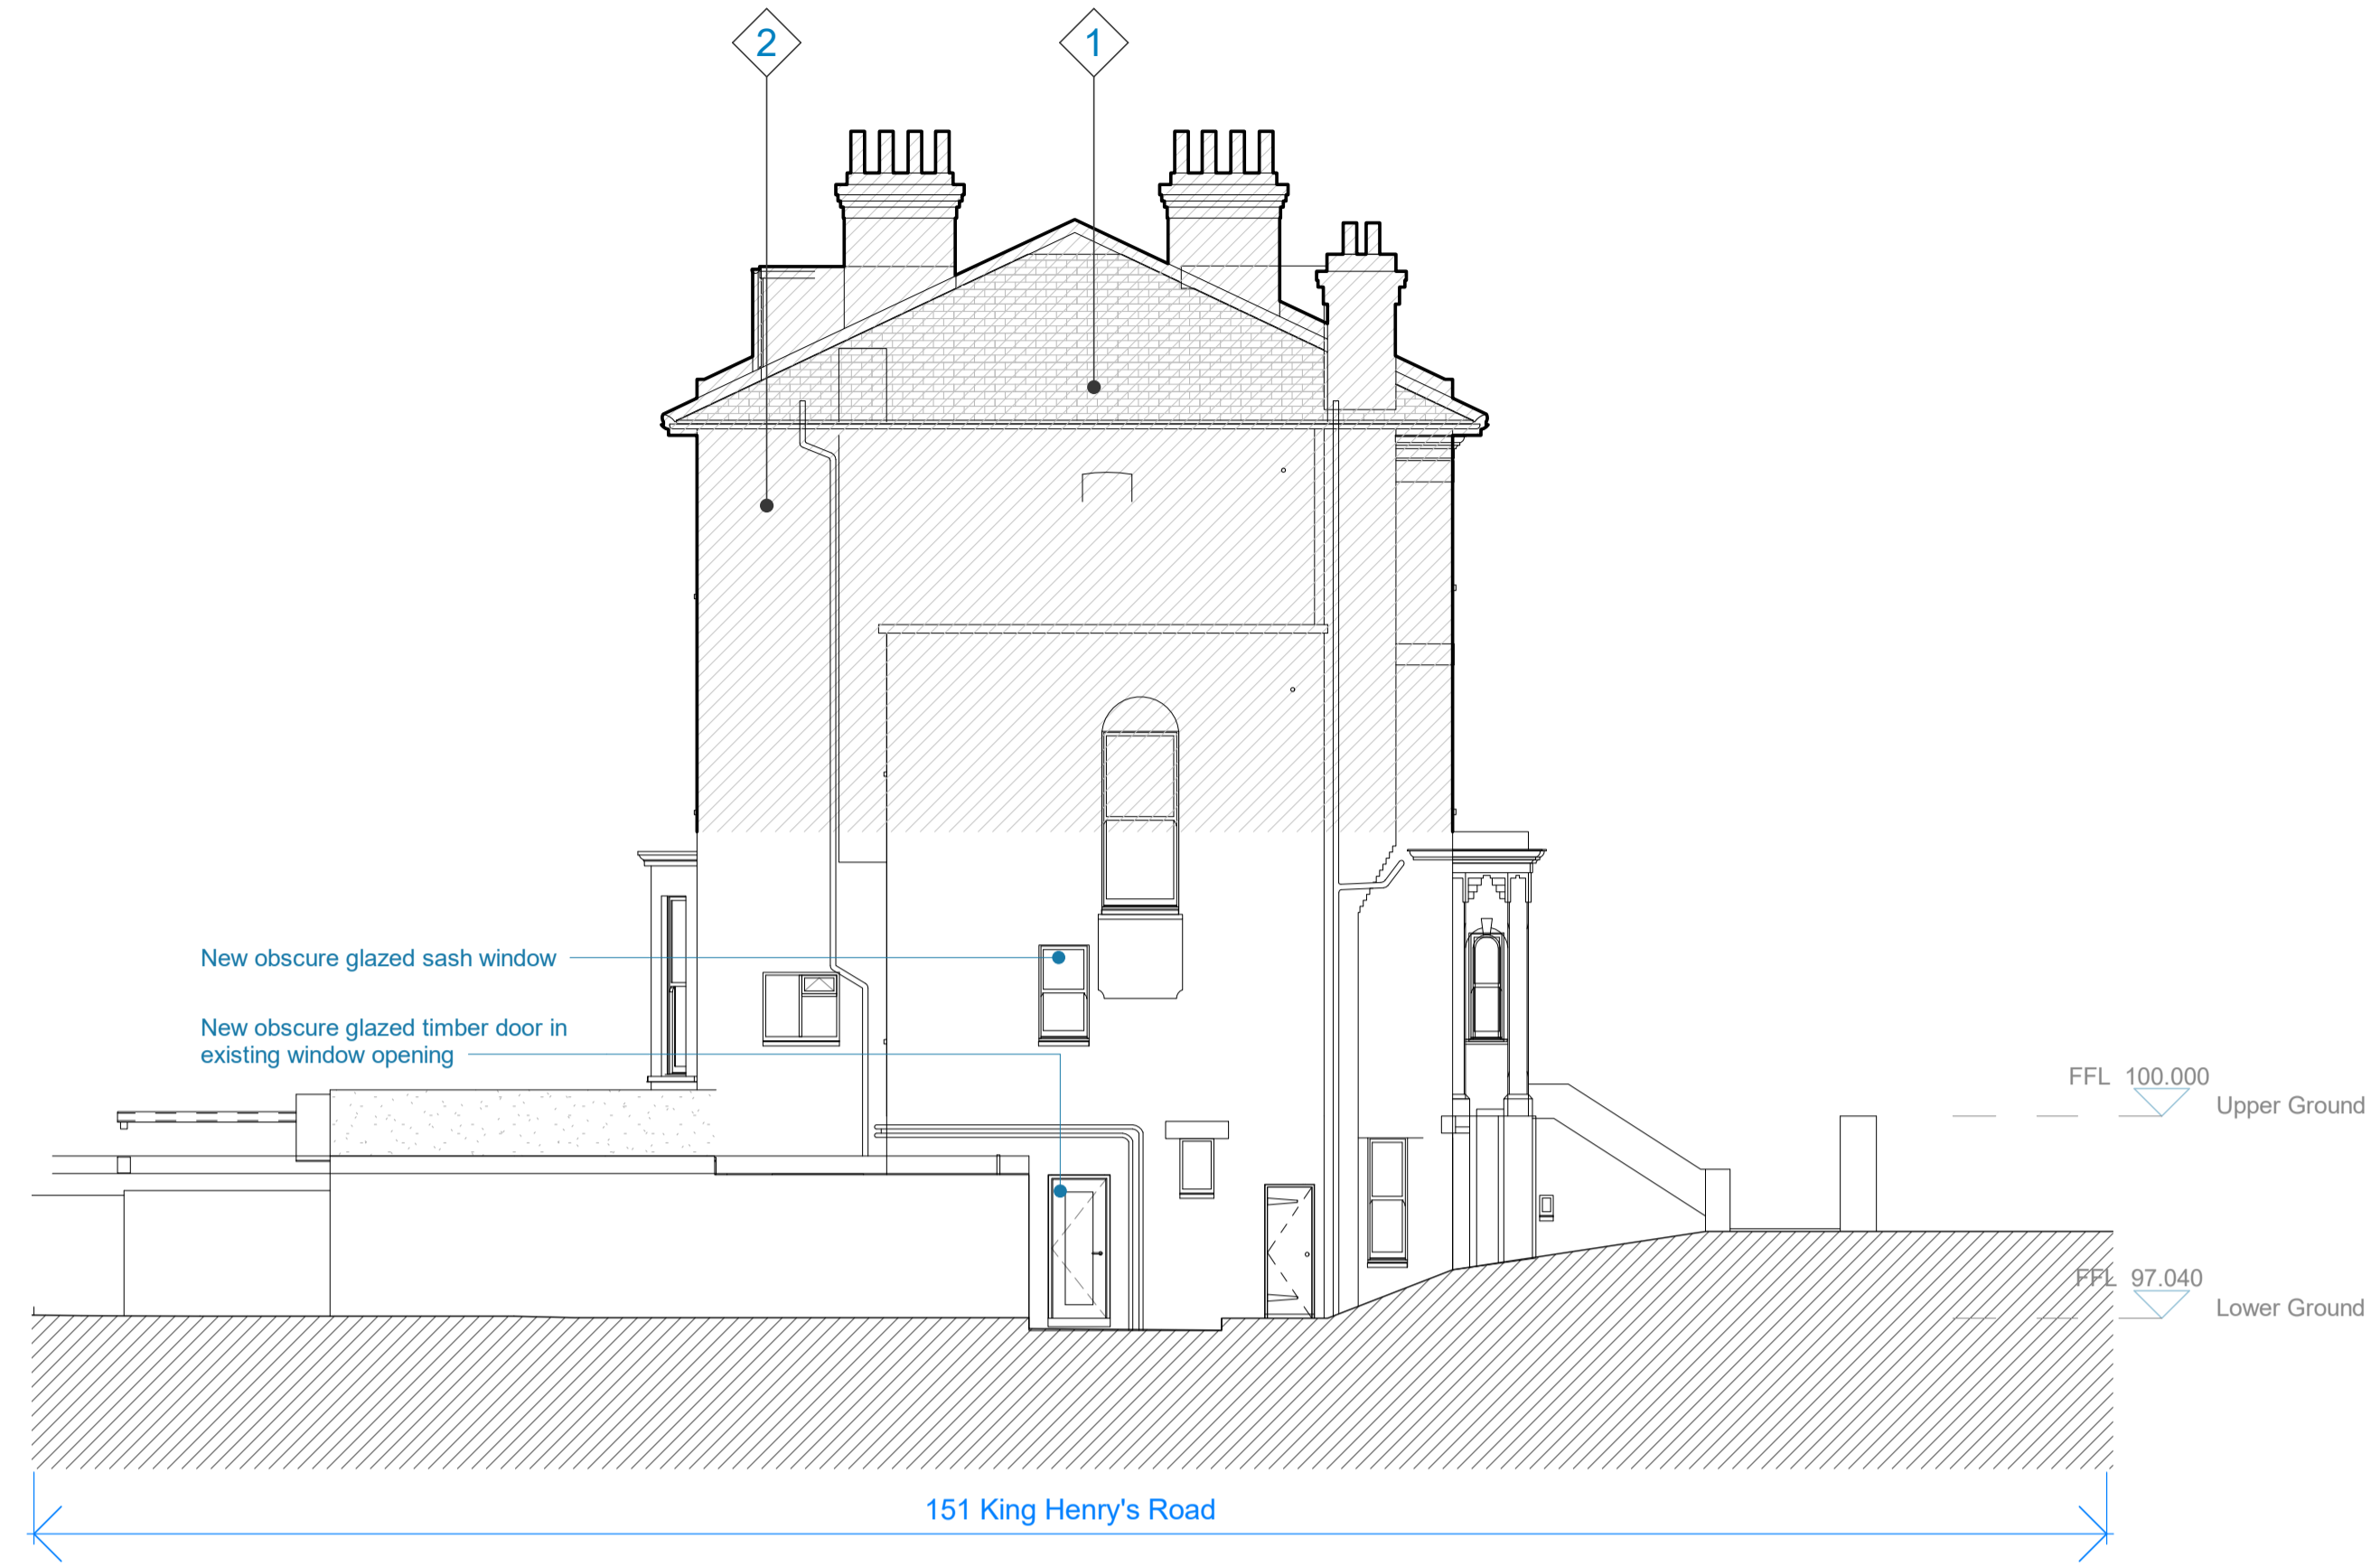 2
1
New obscure glazed sash window
New obscure glazed timber door in
existing window opening
FFL 100.000
Upper Ground
FFL 97.040
Lower Ground
151 King Henry's Road